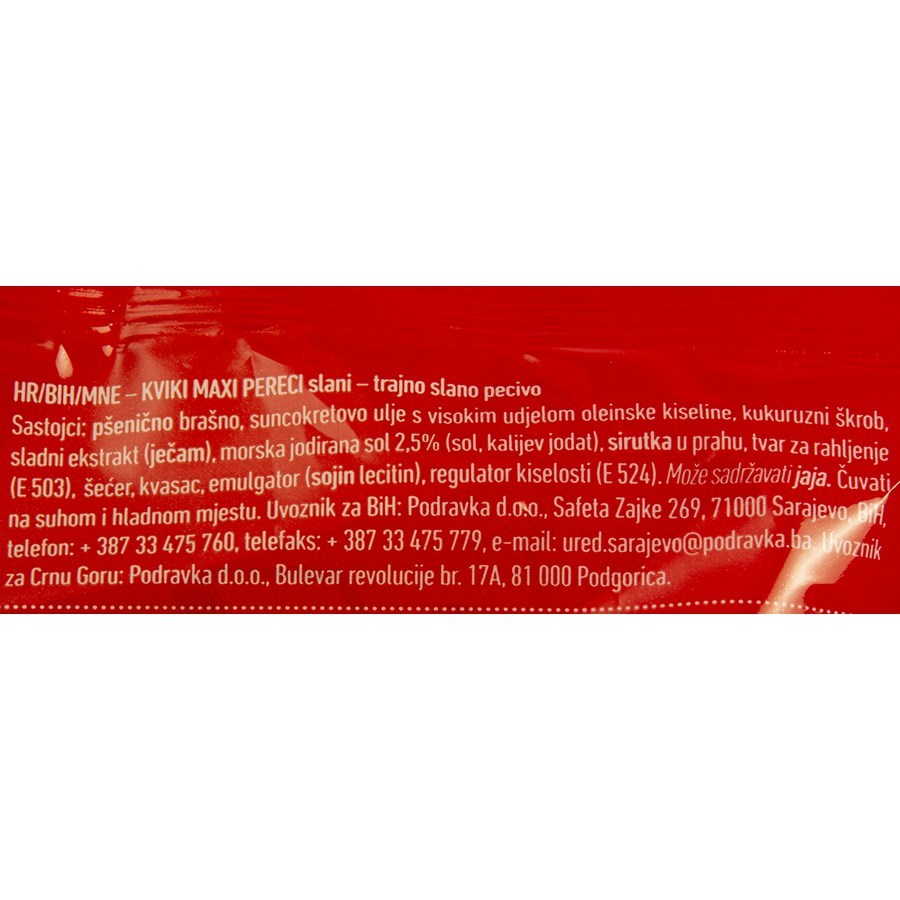 HR/BIH/MNE – KVIKI MAXI PERECI slani – trajno slano pecivo
Sastojci: pšenično brašno, suncokretovo ulje s visokim udjelom oleinske kiseline, kukuruzni škrob,
sladni ekstrakt (ječam), morska jodirana sol 2,5% (sol, kalijev jodat), sirutka u prahu, tvar za rahljenje
(E 503), šećer, kvasac, emulgator (sojin lecitin), regulator kiselosti (E 524). Može sadržavati jaja. Čuvati
na suhom i hladnom mjestu. Uvoznik za BiH: Podravka d.o.o., Safeta Zajke 269, 71000 Sarajevo, BiH,
telefon: + 387 33 475 760, telefaks: + 387 33 475 779, e-mail: ured.sarajevo@podravka.ba. Uvoznik
za Crnu Goru: Podravka d.o.o., Bulevar revolucije br. 17A, 81 000 Podgorica.